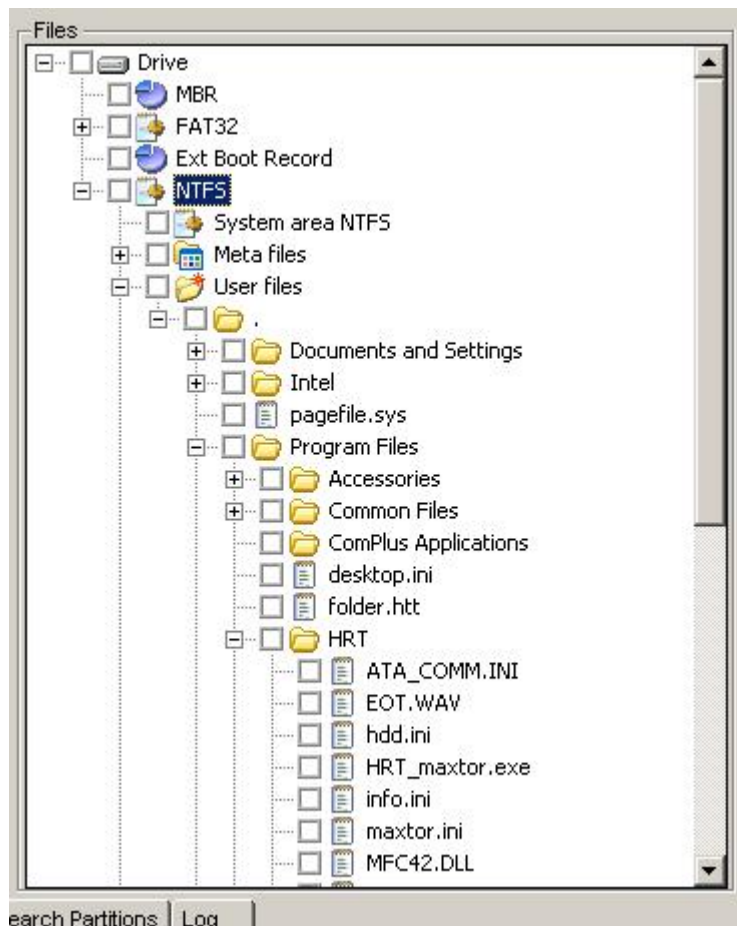 Files
Drive
MBR
FAT32
Ext Boot Record
NTFS
System area NTFS
Meta files
User files
.
Documents and Settings
Intel
pagefile.sys
Program Files
Accessories
Common Files
ComPlus Applications
desktop.ini
folder.htt
HRT
ATA_COMM.INI
EOT.WAV
hdd.ini
HRT_maxtor.exe
info.ini
maxtor.ini
MFC42.DLL
earch Partitions Log